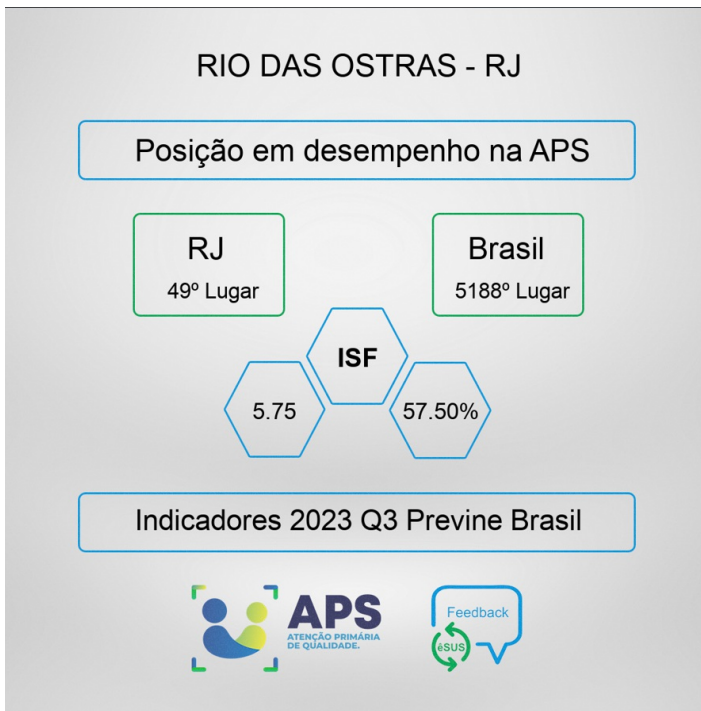 RIO DAS OSTRAS - RJ
Posição em desempenho na APS
RJ
49º Lugar
Brasil
5188º Lugar
ISF
5.75
57.50%
Indicadores 2023 Q3 Previne Brasil
APS
ATENÇÃO PRIMÁRIA
DE QUALIDADE.
Feedback
éSUS